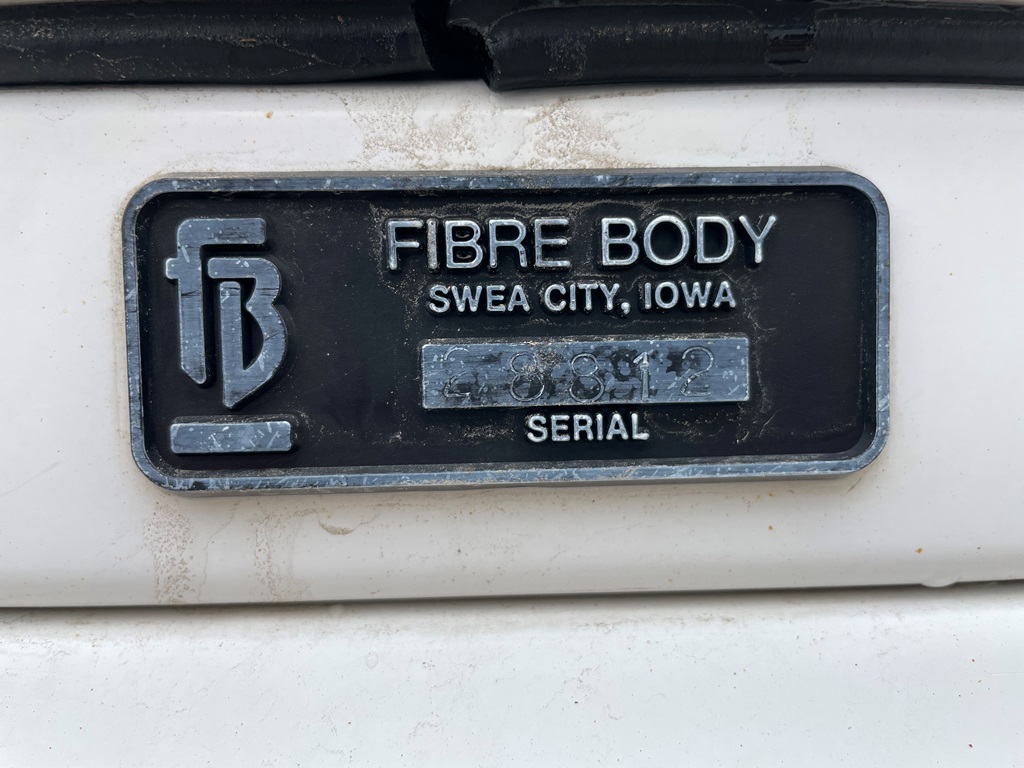 FB
FIBRE BODY
SWEA CITY, IOWA
28812
SERIAL